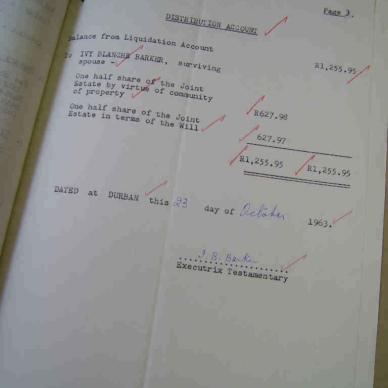 Page 3.
DISTRIBUTION ACCOUNT
Balance from Liquidation Account
R1,255.95
To IVY BLANCHE BARKER, surviving
spouse -
One half share of the Joint
Estate by virtue of community
of property
R627.98
One half share of the Joint
Estate in terms of the Will
627.97
R1,255.95 R1,255.95
DATED at DURBAN this 23 day of October 1963.
I. B. Barker
Executrix Testamentary